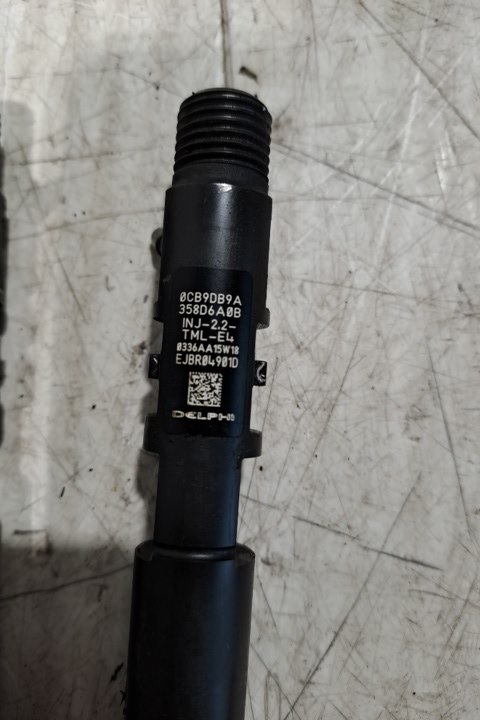 0CB9DB9A
358D6A0B
INJ-2.2-
TML-E4
0336AA15W18
EJBR04901D
DELPHI